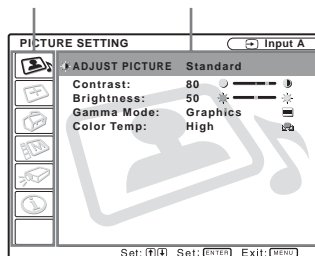 PICTURE SETTING Input A
ADJUST PICTURE Standard
Contrast: 80
Brightness: 50
Gamma Mode: Graphics
Color Temp: High
Set: Set: ENTER Exit: MENU